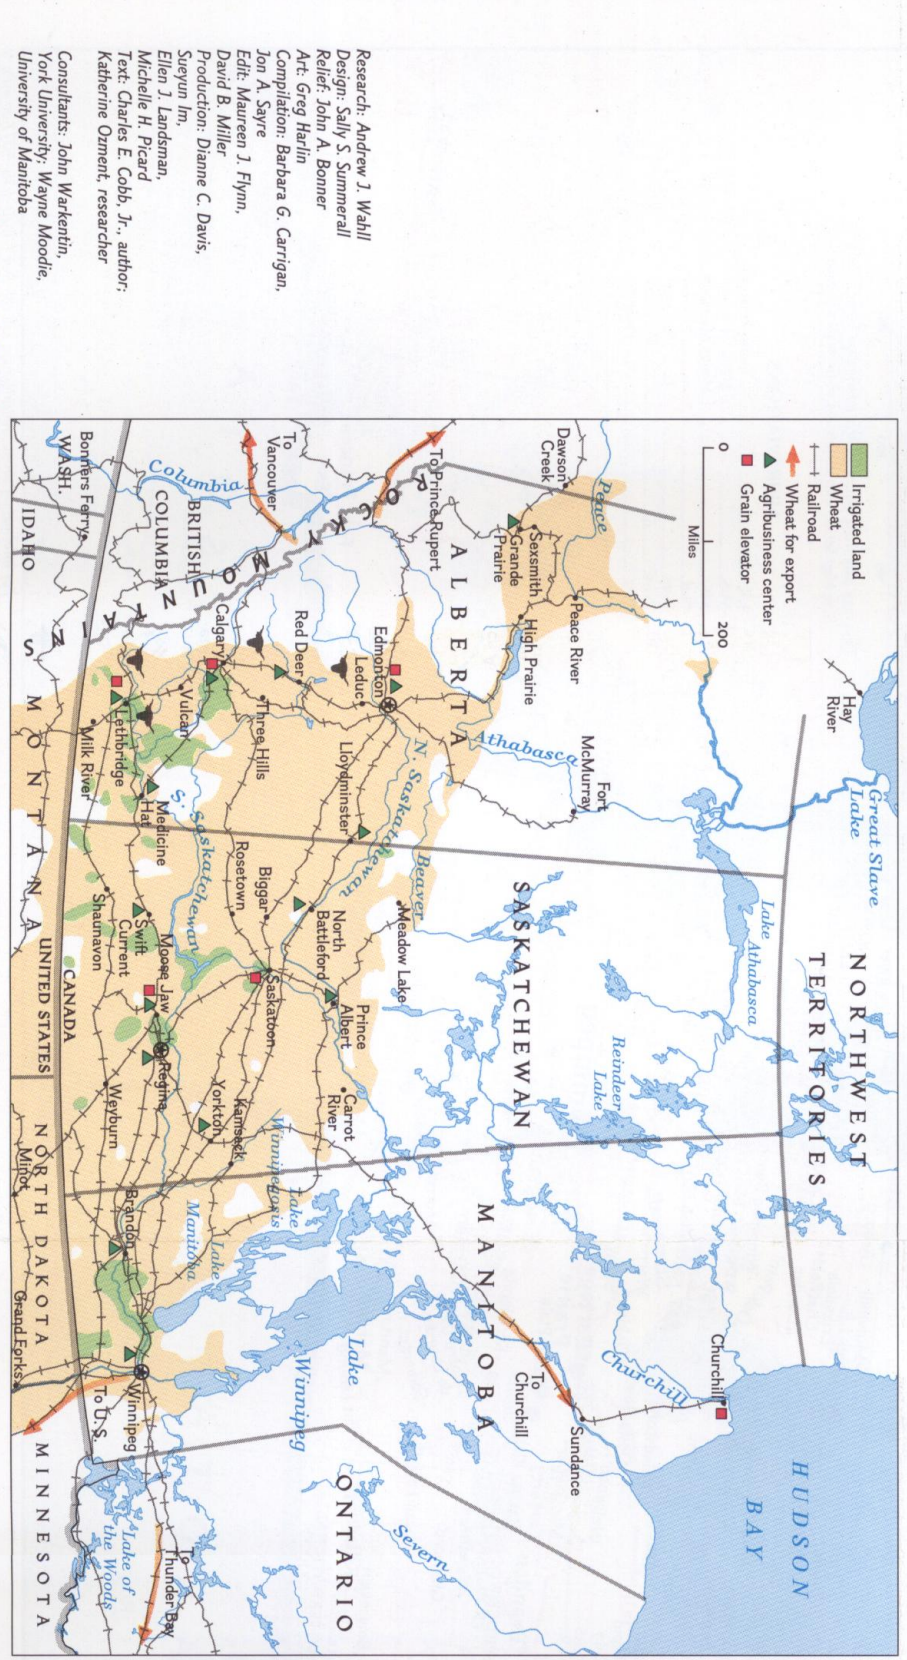 Research: Andrew J. Wahll
Design: Sally S. Summerall
Relief: John A. Bonner
Art: Greg Harlin
Compilation: Barbara G. Carrigan,
Jon A. Sayre
Edit: Maureen J. Flynn,
David B. Miller
Production: Dianne C. Davis,
Sueyun Im,
Ellen J. Landsman,
Michelle H. Picard
Text: Charles E. Cobb, Jr., author;
Katherine Ozment, researcher
Consultants: John Warkentin,
York University; Wayne Moodie,
University of Manitoba
Irrigated land
Wheat
Railroad
Wheat for export
Agribusiness center
Grain elevator
0
200
Miles
Hay
River
Great Slave
Lake
NORTHWEST
TERRITORIES
HUDSON
BAY
Lake Athabasca
Peace
Dawson
Creek
Sexsmith
Grande
Prairie
Peace River
High Prairie
Fort
McMurray
Athabasca
ALBERTA
SASKATCHEWAN
MANITOBA
ONTARIO
Reindeer
Lake
Churchill
Churchill
To
Churchill
Sundance
Severn
To Prince Rupert
To
Vancouver
ROCKY
MOUNTAINS
Columbia
BRITISH
COLUMBIA
Bonners Ferry
WASH.
IDAHO
MONTANA
Edmonton
Leduc
Red Deer
Calgary
Three Hills
Vulcan
Lethbridge
Milk River
Medicine
Hat
Lloydminster
N. Saskatchewan
Beaver
S. Saskatchewan
Meadow Lake
North
Battleford
Biggar
Rosetown
Saskatoon
Prince
Albert
Carrot
River
Swift
Current
Shaunavon
Moose Jaw
Regina
Weyburn
Yorkton
Kamsack
Lake
Winnipegosis
Lake
Manitoba
Lake
Winnipeg
Brandon
Winnipeg
To U.S.
To
Thunder Bay
Lake of
the Woods
CANADA
UNITED STATES
NORTH DAKOTA
Minot
Grand Forks
MINNESOTA